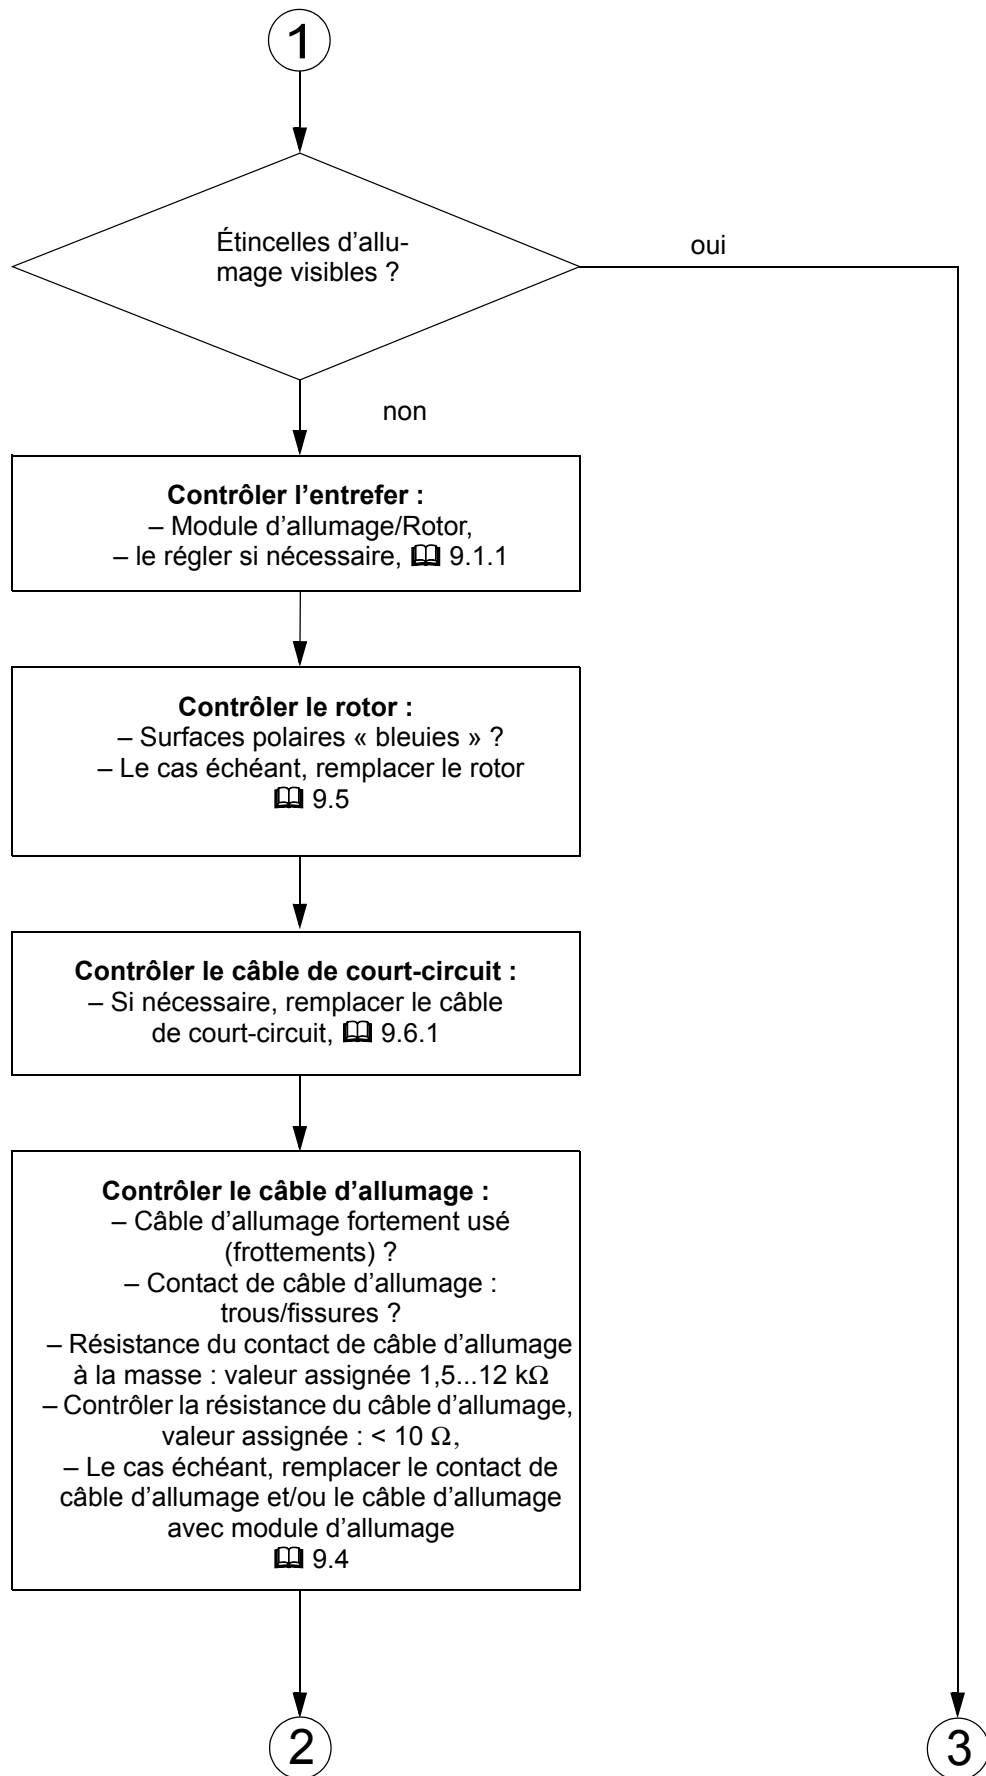 1
Étincelles d'allu-
mage visibles ?
oui
non
Contrôler l'entrefer :
– Module d'allumage/Rotor,
– le régler si nécessaire, 🕮 9.1.1
Contrôler le rotor :
– Surfaces polaires « bleuies » ?
– Le cas échéant, remplacer le rotor
🕮 9.5
Contrôler le câble de court-circuit :
– Si nécessaire, remplacer le câble
de court-circuit, 🕮 9.6.1
Contrôler le câble d'allumage :
– Câble d'allumage fortement usé
(frottements) ?
– Contact de câble d'allumage :
trous/fissures ?
– Résistance du contact de câble d'allumage
à la masse : valeur assignée 1,5...12 kΩ
– Contrôler la résistance du câble d'allumage,
valeur assignée : < 10 Ω,
– Le cas échéant, remplacer le contact de
câble d'allumage et/ou le câble d'allumage
avec module d'allumage
🕮 9.4
2
3